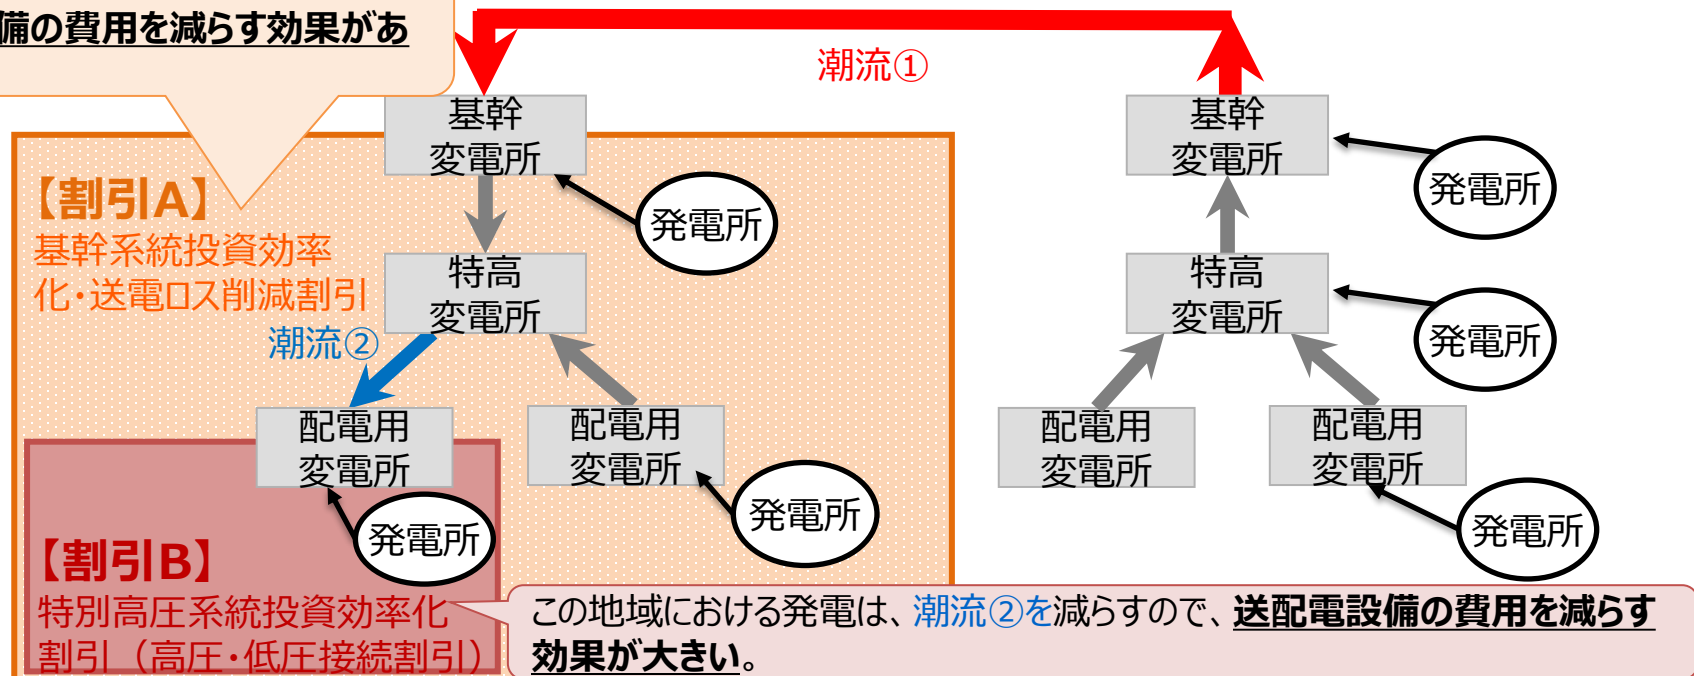 備の費用を減らす効果があ
潮流①
基幹
変電所
基幹
変電所
発電所
発電所
【割引A】
基幹系統投資効率
化・送電ロス削減割引
特高
変電所
特高
変電所
発電所
潮流②
配電用
変電所
配電用
変電所
配電用
変電所
配電用
変電所
発電所
発電所
発電所
【割引B】
特別高圧系統投資効率化
割引（高圧・低圧接続割引）
この地域における発電は、潮流②を減らすので、送配電設備の費用を減らす
効果が大きい。